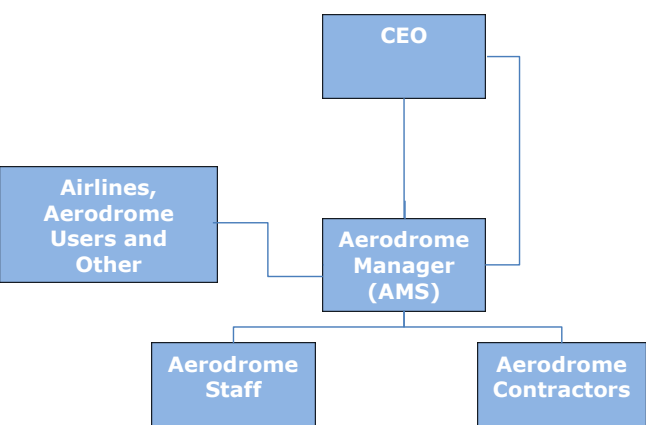 CEO
Airlines,
Aerodrome
Users and
Other
Aerodrome
Manager
(AMS)
Aerodrome
Staff
Aerodrome
Contractors